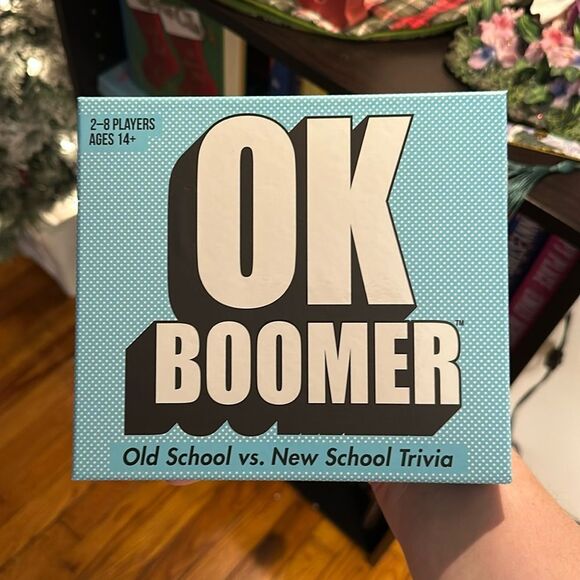 2–8 PLAYERS
AGES 14+
OK
BOOMER™
Old School vs. New School Trivia